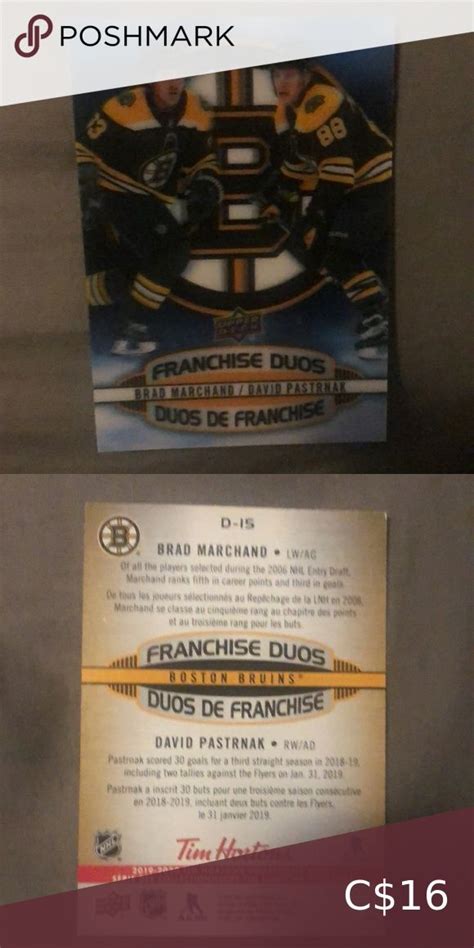 POSHMARK
88
UPPER DECK
FRANCHISE DUOS
BRAD MARCHAND / DAVID PASTRNAK
DUOS DE FRANCHISE
B
D-15
BRAD MARCHAND • LW/AG
Of all the players selected during the 2006 NHL Entry Draft,
Marchand ranks fifth in career points and third in goals.
De tous les joueurs sélectionnés au Repêchage de la LNH en 2006,
Marchand se classe au cinquième rang au chapitre des points
et au troisième rang pour les buts.
FRANCHISE DUOS
BOSTON BRUINS
DUOS DE FRANCHISE
DAVID PASTRNAK • RW/AD
Pastrnak scored 30 goals for a third straight season in 2018-19,
including two tallies against the Flyers on Jan. 31, 2019.
Pastrnak a inscrit 30 buts pour une troisième saison consécutive
en 2018-2019, incluant deux buts contre les Flyers,
le 31 janvier 2019.
NHL
Tim
C$16